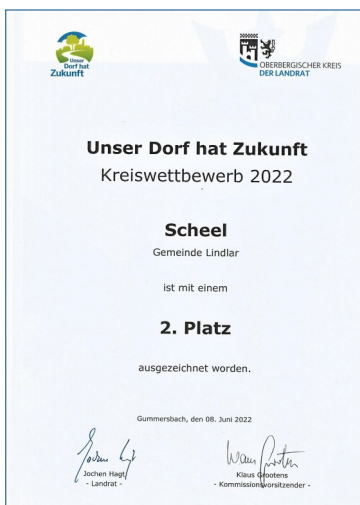 Unser
Dorf hat
Zukunft
OBERBERGISCHER KREIS
DER LANDRAT
Unser Dorf hat Zukunft
Kreiswettbewerb 2022
Scheel
Gemeinde Lindlar
ist mit einem
2. Platz
ausgezeichnet worden.
Gummersbach, den 08. Juni 2022
Jochen Hagt
- Landrat -
Klaus Grootens
- Kommissionsvorsitzender -